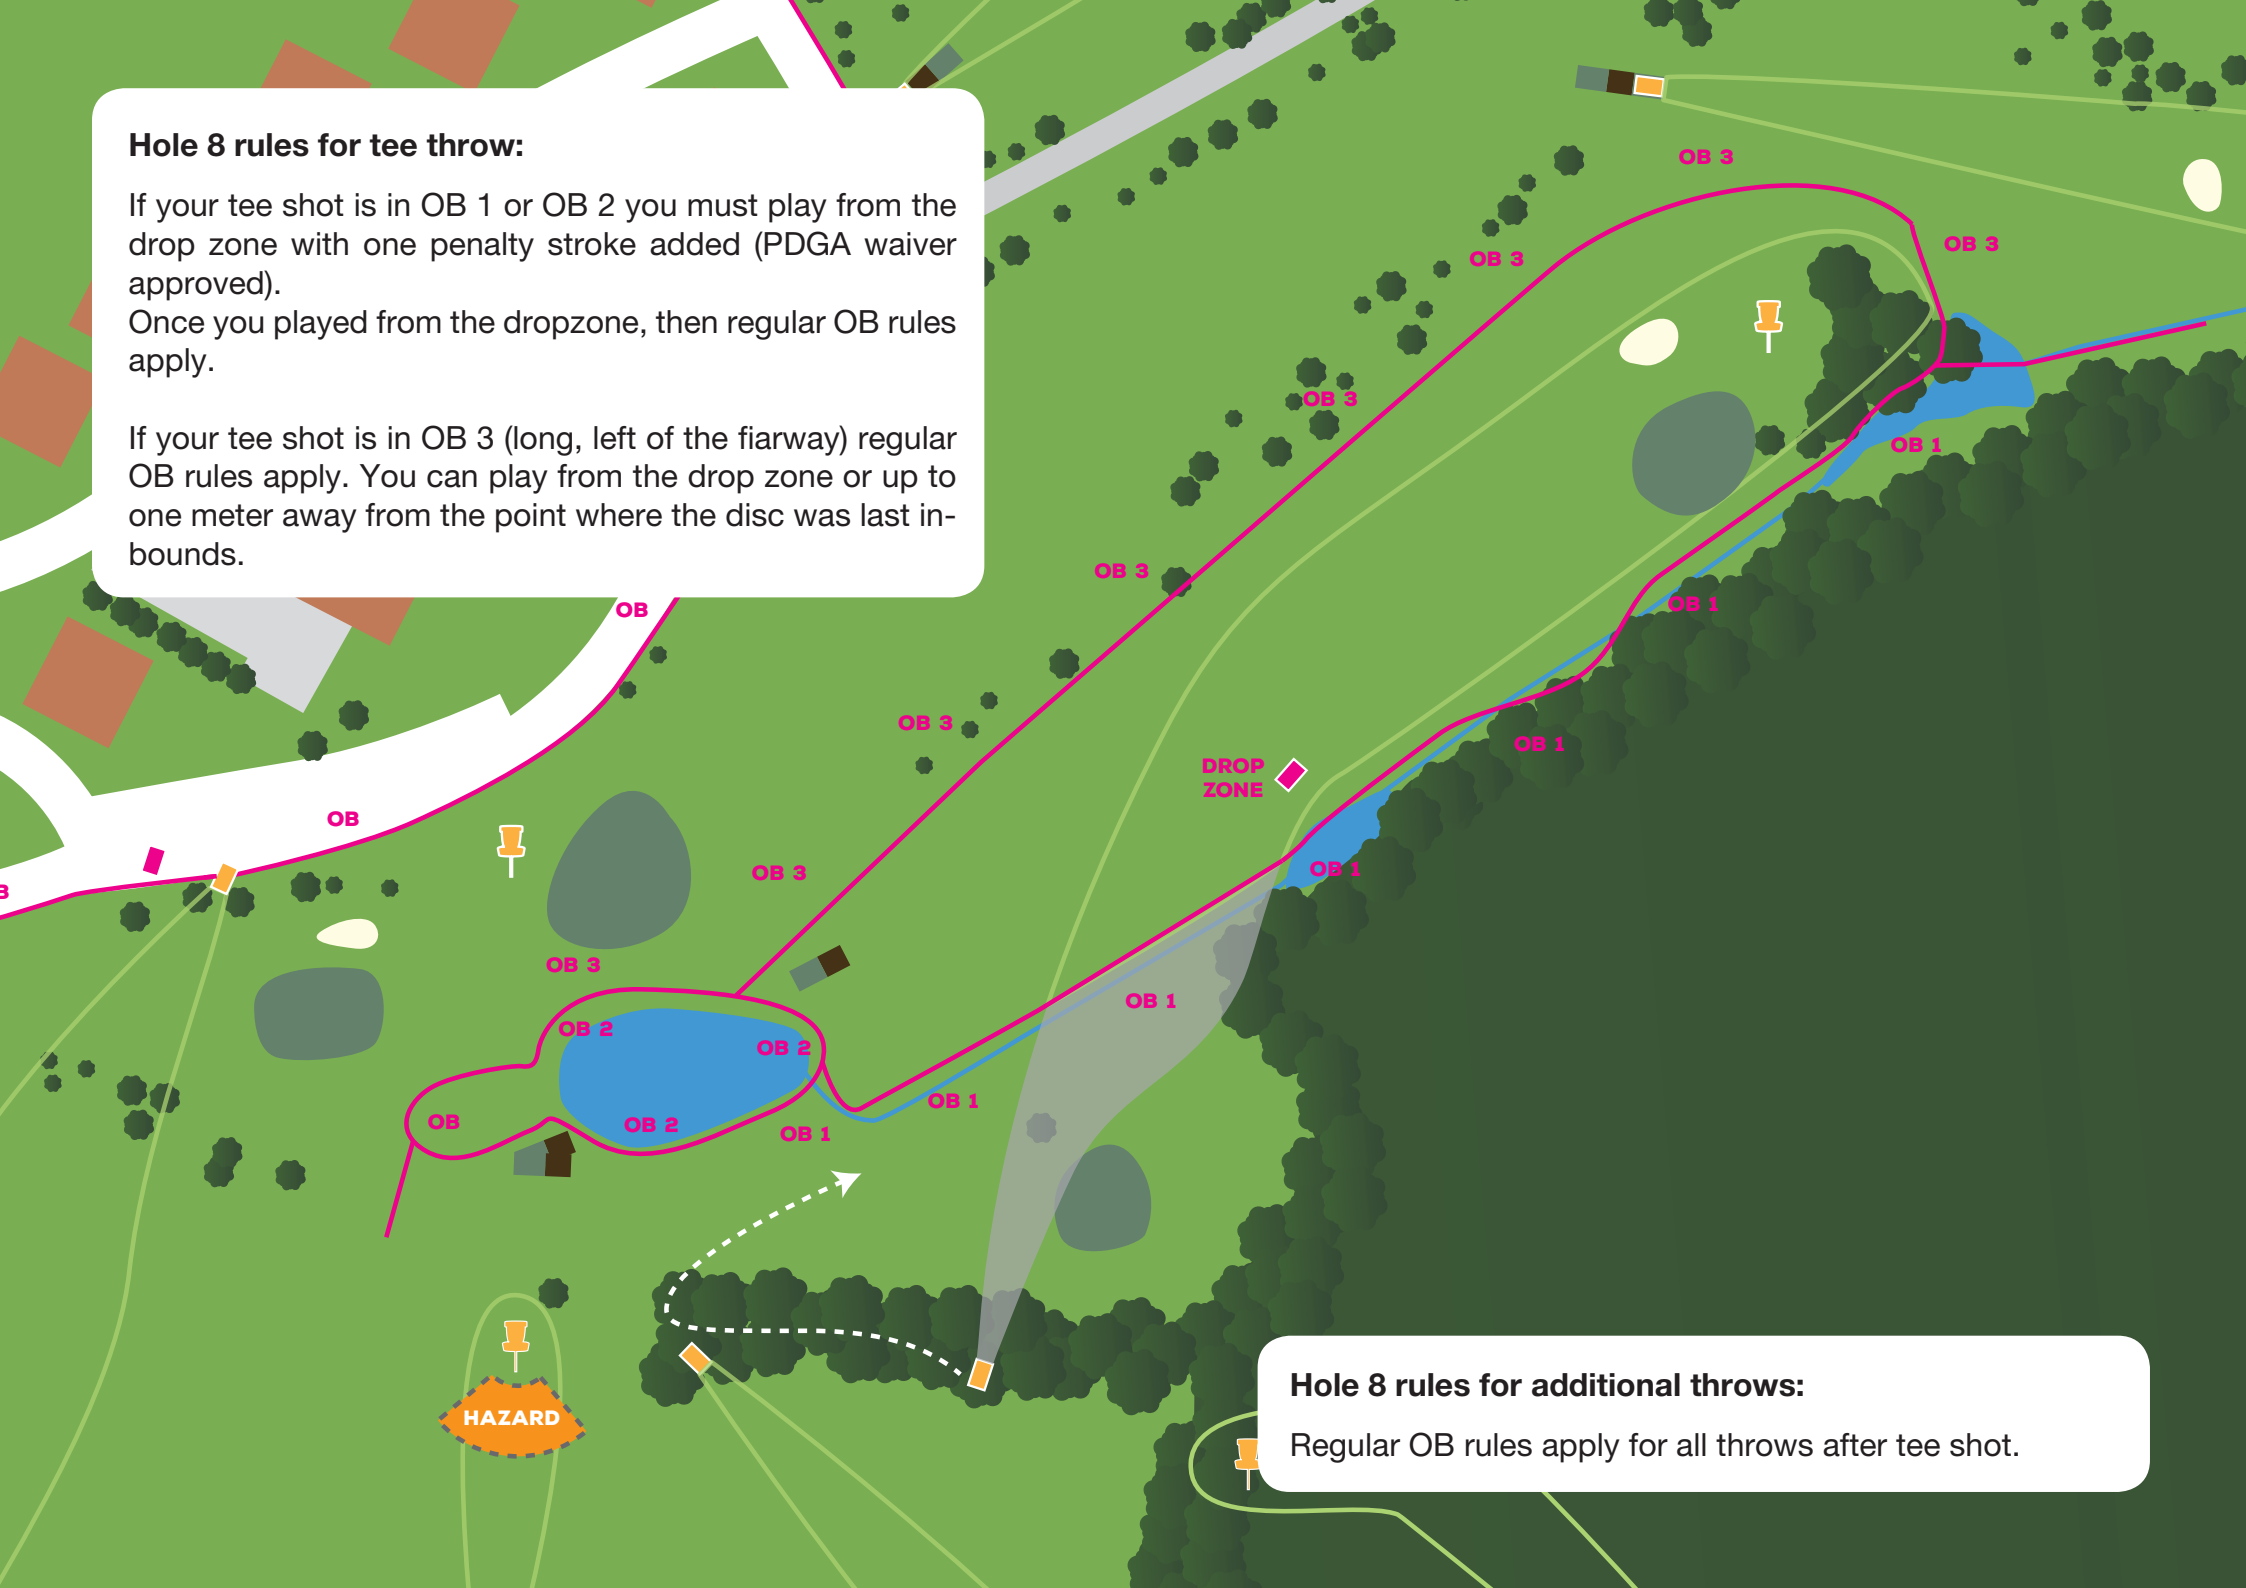 Hole 8 rules for tee throw:
If your tee shot is in OB 1 or OB 2 you must play from the
drop zone with one penalty stroke added (PDGA waiver
approved).
Once you played from the dropzone, then regular OB rules
apply.
If your tee shot is in OB 3 (long, left of the fiarway) regular
OB rules apply. You can play from the drop zone or up to
one meter away from the point where the disc was last in-
bounds.
OB 3
OB 3
OB 3
OB 3
OB 1
OB 3
OB 1
OB
OB 3
OB 1
DROP
ZONE
OB
OB 1
OB 3
B
OB 3
OB 1
OB 2
OB 2
OB 1
OB
OB 2
OB 1
HAZARD
Hole 8 rules for additional throws:
Regular OB rules apply for all throws after tee shot.